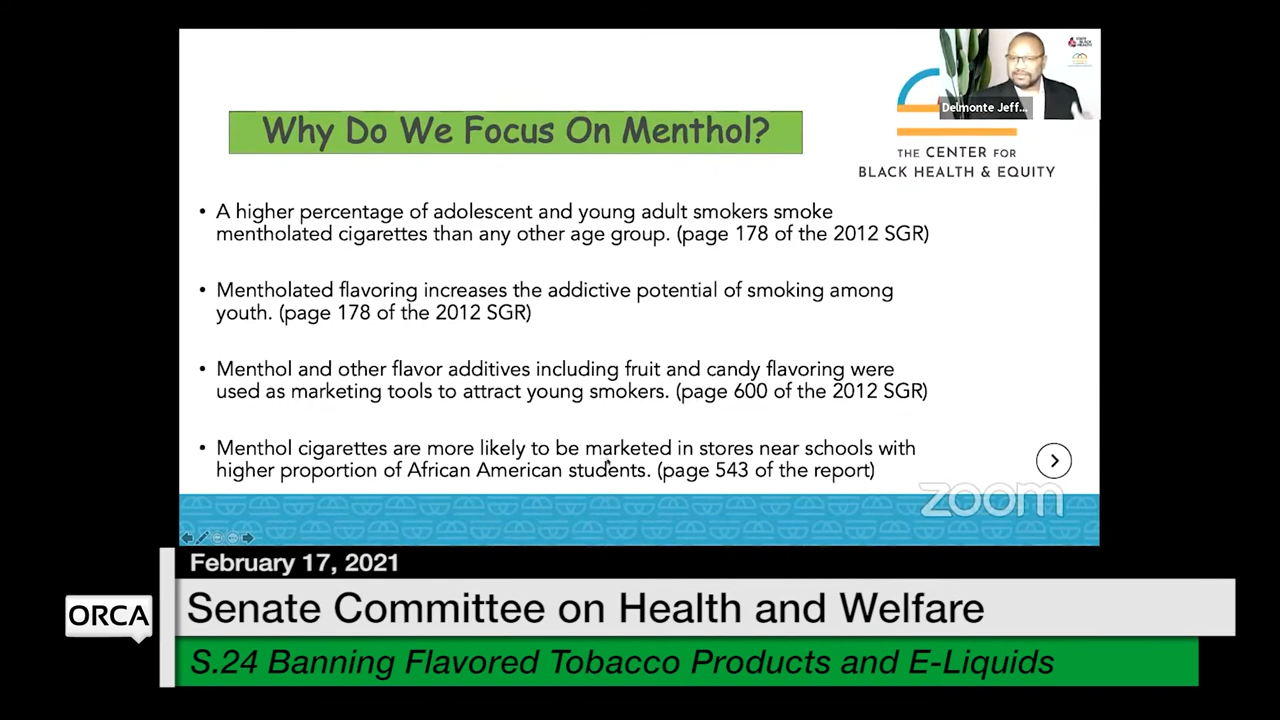 Delmonte Jeff...
Why Do We Focus On Menthol?
THE CENTER FOR
BLACK HEALTH & EQUITY
• A higher percentage of adolescent and young adult smokers smoke
mentholated cigarettes than any other age group. (page 178 of the 2012 SGR)
• Mentholated flavoring increases the addictive potential of smoking among
youth. (page 178 of the 2012 SGR)
• Menthol and other flavor additives including fruit and candy flavoring were
used as marketing tools to attract young smokers. (page 600 of the 2012 SGR)
• Menthol cigarettes are more likely to be marketed in stores near schools with
higher proportion of African American students. (page 543 of the report)
zoom
February 17, 2021
ORCA
Senate Committee on Health and Welfare
S.24 Banning Flavored Tobacco Products and E-Liquids